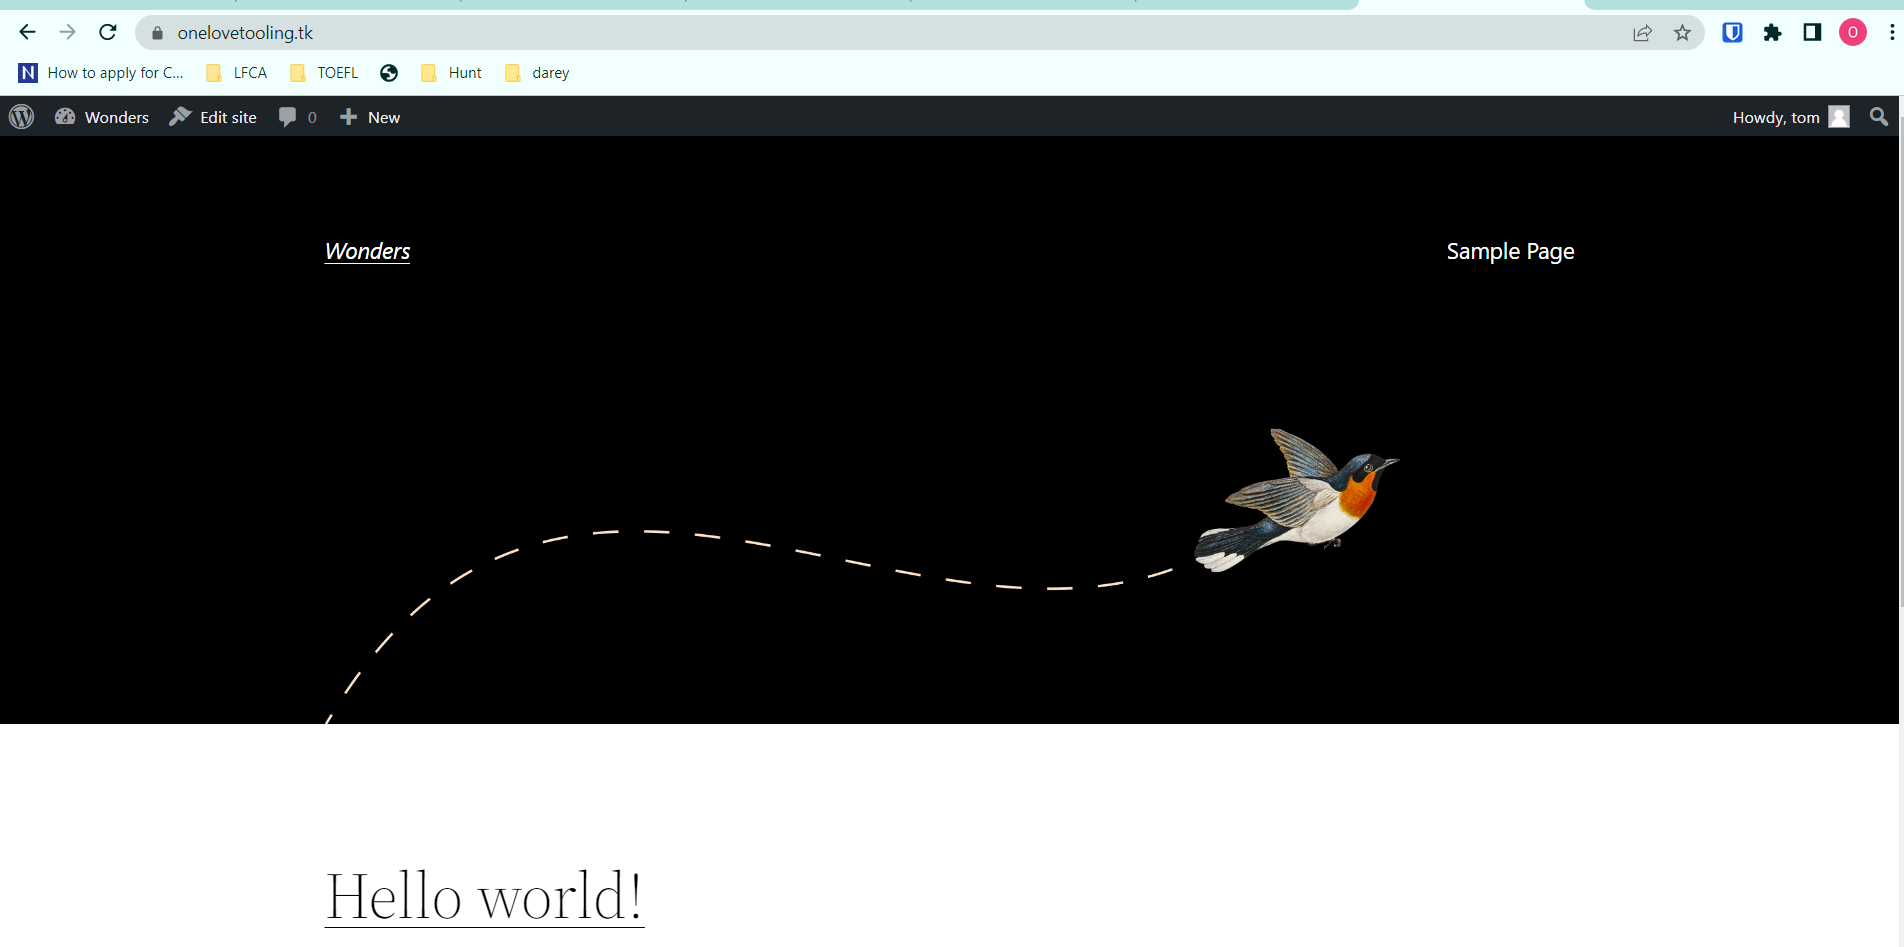 onelovetooling.tk
O
N How to apply for C... LFCA TOEFL Hunt darey
Wonders Edit site 0 New Howdy, tom
Wonders Sample Page
Hello world!